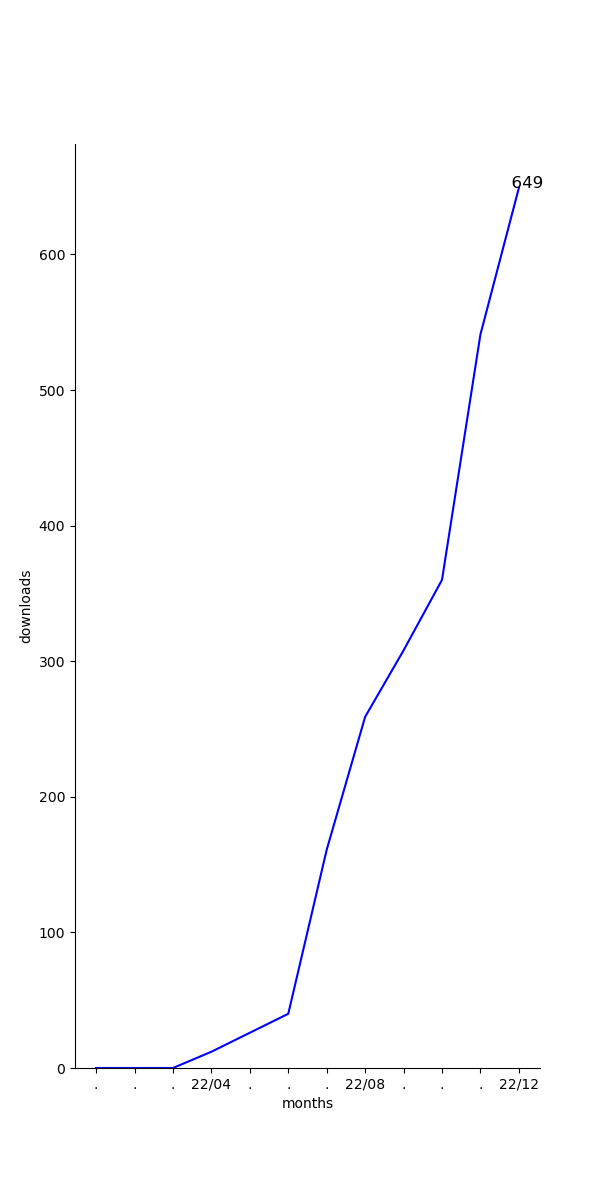 649
600
500
400
300
200
100
0
downloads
. . . 22/04 . . . 22/08 . . . 22/12
months